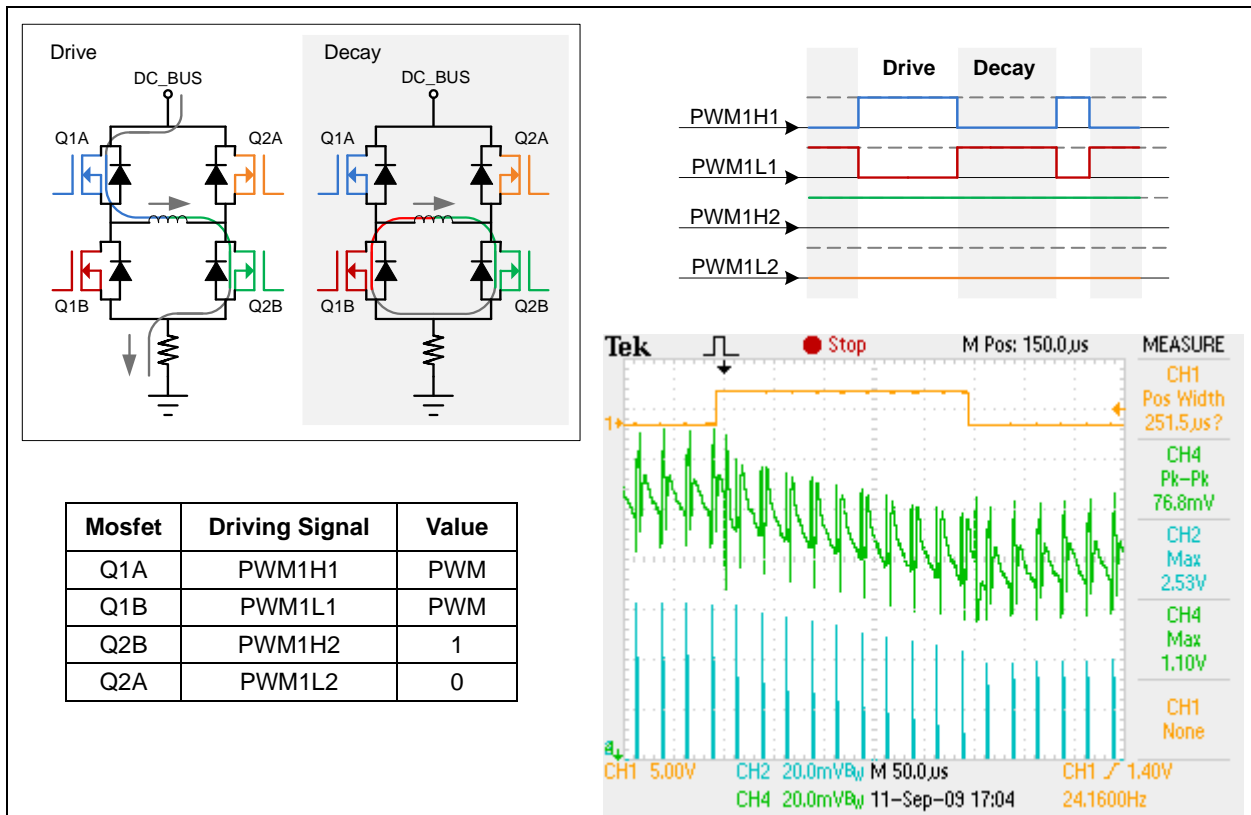 Drive
Decay
DC_BUS
DC_BUS
Q1A
Q2A
Q1A
Q2A
Q1B
Q2B
Q1B
Q2B
Drive Decay
PWM1H1
PWM1L1
PWM1H2
PWM1L2
Mosfet Driving Signal Value
Q1A PWM1H1 PWM
Q1B PWM1L1 PWM
Q2B PWM1H2 1
Q2A PWM1L2 0
Tek Stop M Pos: 150.0µs MEASURE
CH1
Pos Width
251.5µs?
CH4
Pk-Pk
76.8mV
CH2
Max
2.53V
CH4
Max
1.10V
CH1
None
1
CH1 5.00V CH2 20.0mVBW M 50.0µs CH1 1.40V
CH4 20.0mVBW 11-Sep-09 17:04 24.1600Hz